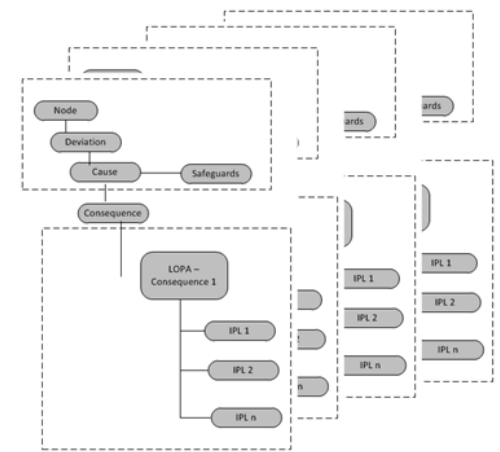 Node
Deviation
Cause
Safeguards
Consequence
LOPA –
Consequence 1
IPL 1
IPL 2
IPL n
ards
ards
IPL 1
IPL 2
IPL n
IPL 1
IPL 2
IPL n
n